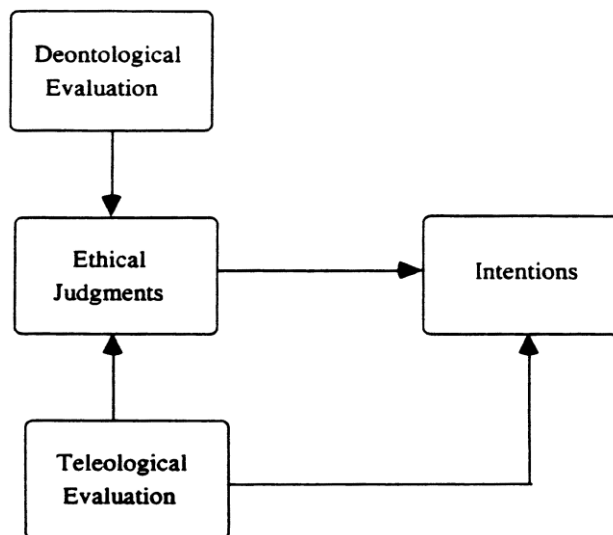 Deontological
Evaluation
Ethical
Judgments
Intentions
Teleological
Evaluation